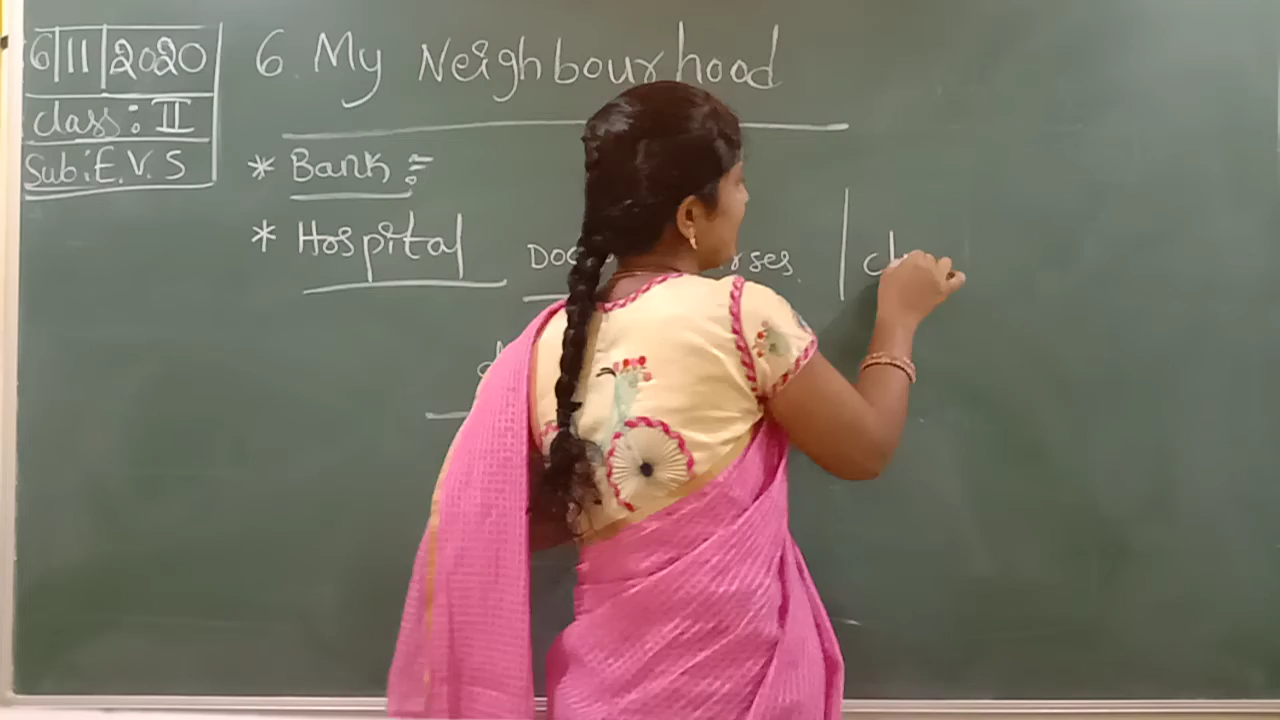 6/11/2020
class: II
Sub: E.V.S
6. My Neighbourhood
* Bank :=
* Hospital